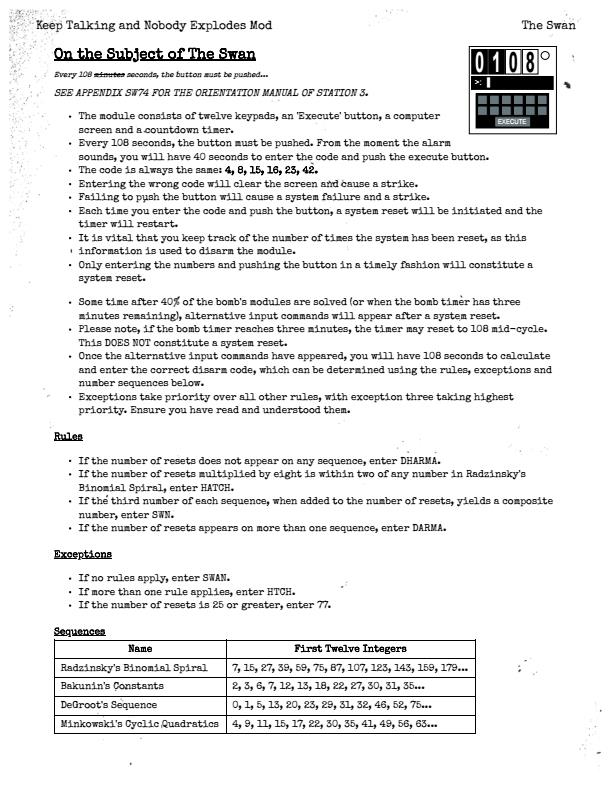 Keep Talking and Nobody Explodes Mod The Swan
On the Subject of The Swan
Every 108 minutes seconds, the button must be pushed...
SEE APPENDIX SW74 FOR THE ORIENTATION MANUAL OF STATION 3.
0108
>:
EXECUTE
• The module consists of twelve keypads, an 'Execute' button, a computer
screen and a countdown timer.
• Every 108 seconds, the button must be pushed. From the moment the alarm
sounds, you will have 40 seconds to enter the code and push the execute button.
• The code is always the same: 4, 8, 15, 16, 23, 42.
• Entering the wrong code will clear the screen and cause a strike.
• Failing to push the button will cause a system failure and a strike.
• Each time you enter the code and push the button, a system reset will be initiated and the
timer will restart.
• It is vital that you keep track of the number of times the system has been reset, as this
information is used to disarm the module.
• Only entering the numbers and pushing the button in a timely fashion will constitute a
system reset.
• Some time after 40% of the bomb's modules are solved (or when the bomb timer has three
minutes remaining), alternative input commands will appear after a system reset.
• Please note, if the bomb timer reaches three minutes, the timer may reset to 108 mid-cycle.
This DOES NOT constitute a system reset.
• Once the alternative input commands have appeared, you will have 108 seconds to calculate
and enter the correct disarm code, which can be determined using the rules, exceptions and
number sequences below.
• Exceptions take priority over all other rules, with exception three taking highest
priority. Ensure you have read and understood them.
Rules
• If the number of resets does not appear on any sequence, enter DHARMA.
• If the number of resets multiplied by eight is within two of any number in Radzinsky's
Binomial Spiral, enter HATCH.
• If the third number of each sequence, when added to the number of resets, yields a composite
number, enter SWN.
• If the number of resets appears on more than one sequence, enter DARMA.
Exceptions
• If no rules apply, enter SWAN.
• If more than one rule applies, enter HTCH.
• If the number of resets is 25 or greater, enter 77.
Sequences
Name First Twelve Integers
Radzinsky's Binomial Spiral 7, 15, 27, 39, 59, 75, 87, 107, 123, 143, 159, 179...
Bakunin's Constants 2, 3, 6, 7, 12, 13, 18, 22, 27, 30, 31, 35...
DeGroot's Sequence 0, 1, 5, 13, 20, 23, 29, 31, 32, 46, 52, 75...
Minkowski's Cyclic Quadratics 4, 9, 11, 15, 17, 22, 30, 35, 41, 49, 56, 63...